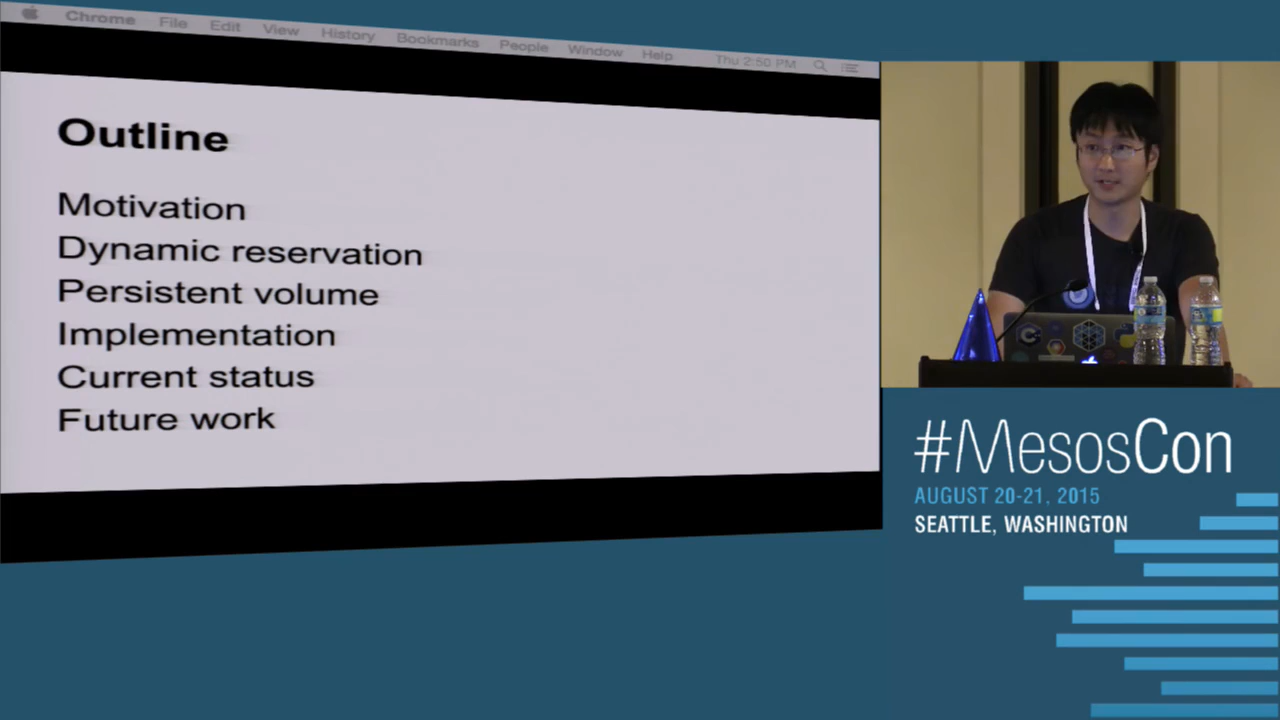 Chrome File Edit View History Bookmarks People Window Help Thu 2:50 PM
Outline
Motivation
Dynamic reservation
Persistent volume
Implementation
Current status
Future work
#MesosCon
AUGUST 20-21, 2015
SEATTLE, WASHINGTON